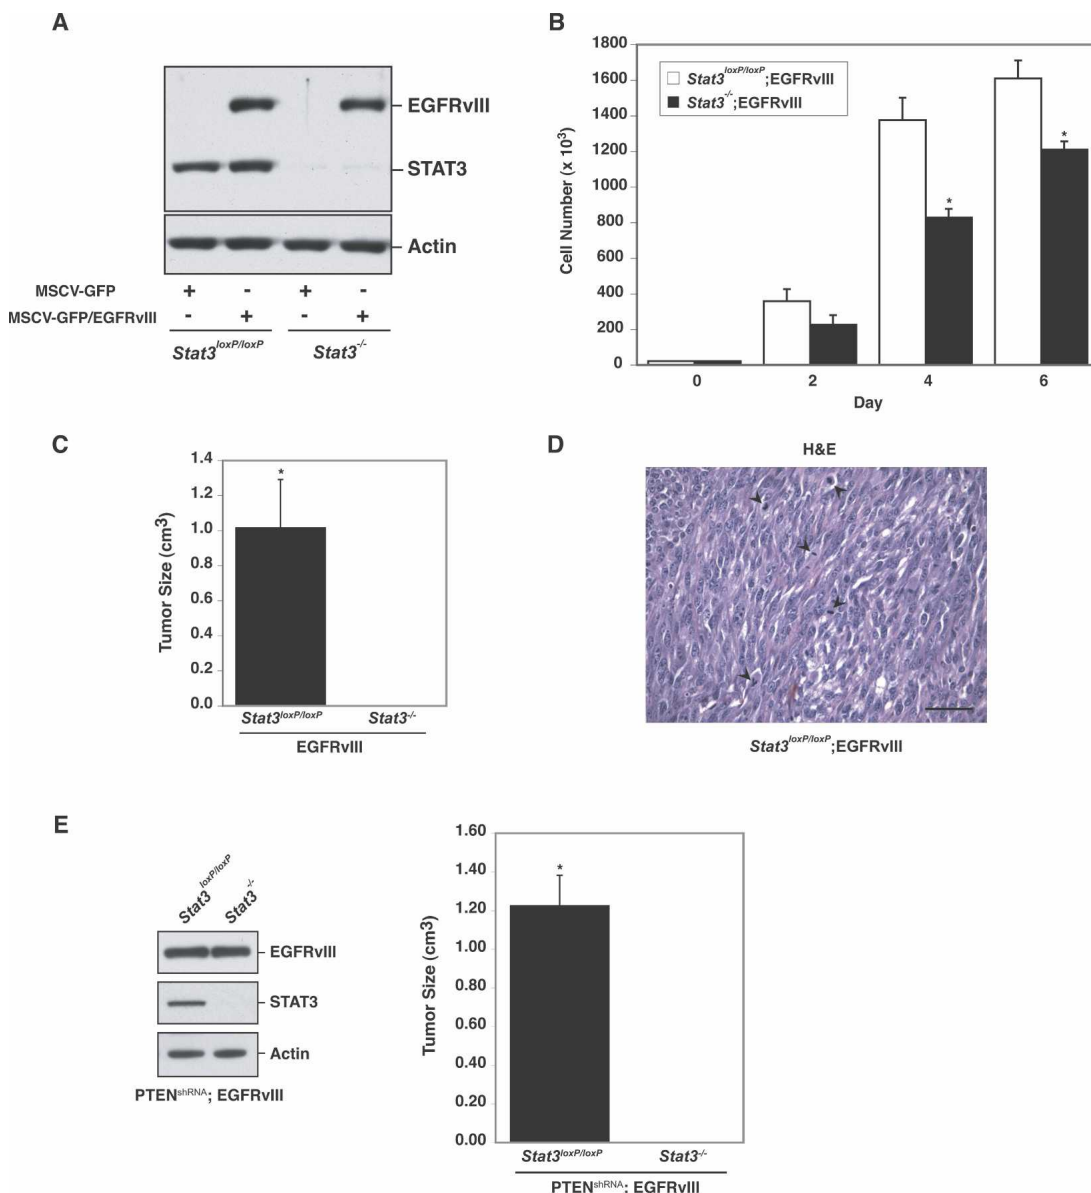 A
EGFRvIII
STAT3
Actin
MSCV-GFP + - + -
MSCV-GFP/EGFRvIII - + - +
Stat3loxP/loxP Stat3-/-
B
1800
1600
1400
1200
1000
800
600
400
200
0
Cell Number (x 10³)
Stat3loxP/loxP;EGFRvIII
Stat3-/-;EGFRvIII
*
*
0 2 4 6
Day
C
1.4
1.2
1.0
0.8
0.6
0.4
0.2
0.0
Tumor Size (cm³)
*
Stat3loxP/loxP Stat3-/-
EGFRvIII
D
H&E
Stat3loxP/loxP;EGFRvIII
E
Stat3loxP/loxP
Stat3-/-
EGFRvIII
STAT3
Actin
PTENshRNA; EGFRvIII
1.60
1.40
1.20
1.00
0.80
0.60
0.40
0.20
0.00
Tumor Size (cm³)
*
Stat3loxP/loxP Stat3-/-
PTENshRNA; EGFRvIII